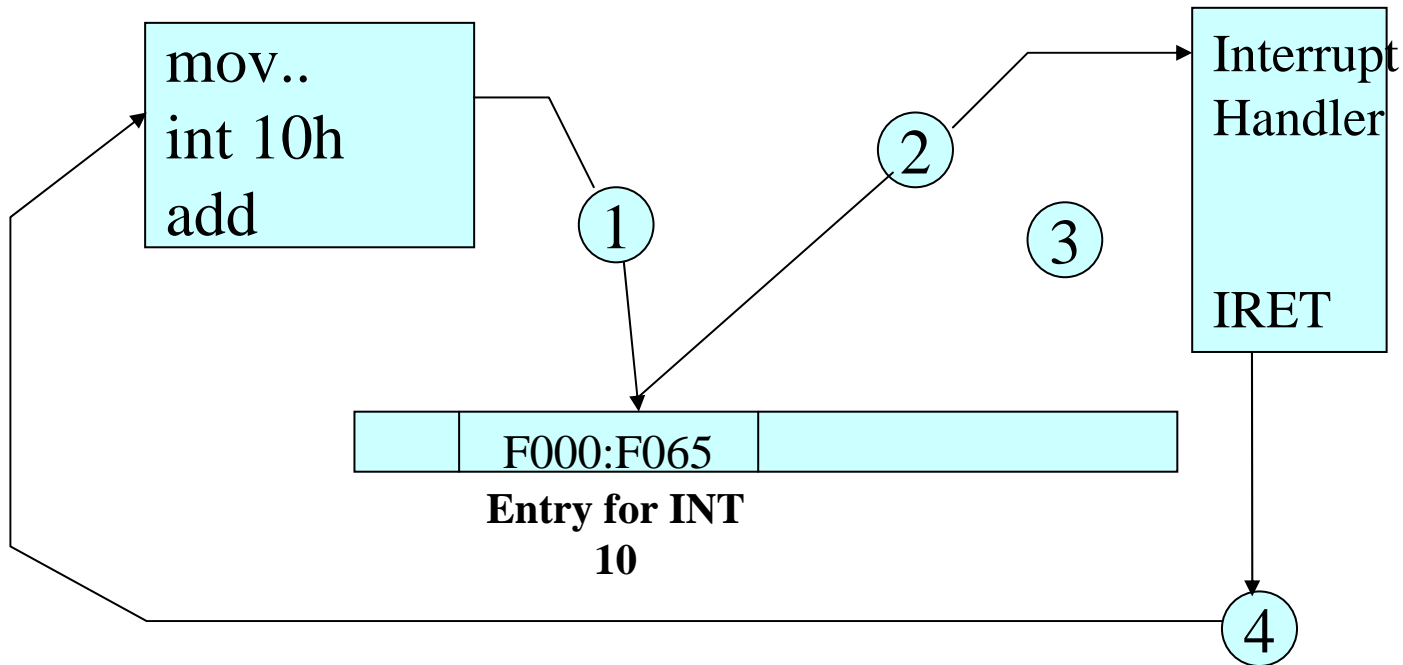 mov..
int 10h
add
1
2
3
Interrupt
Handler
IRET
F000:F065
Entry for INT
10
4